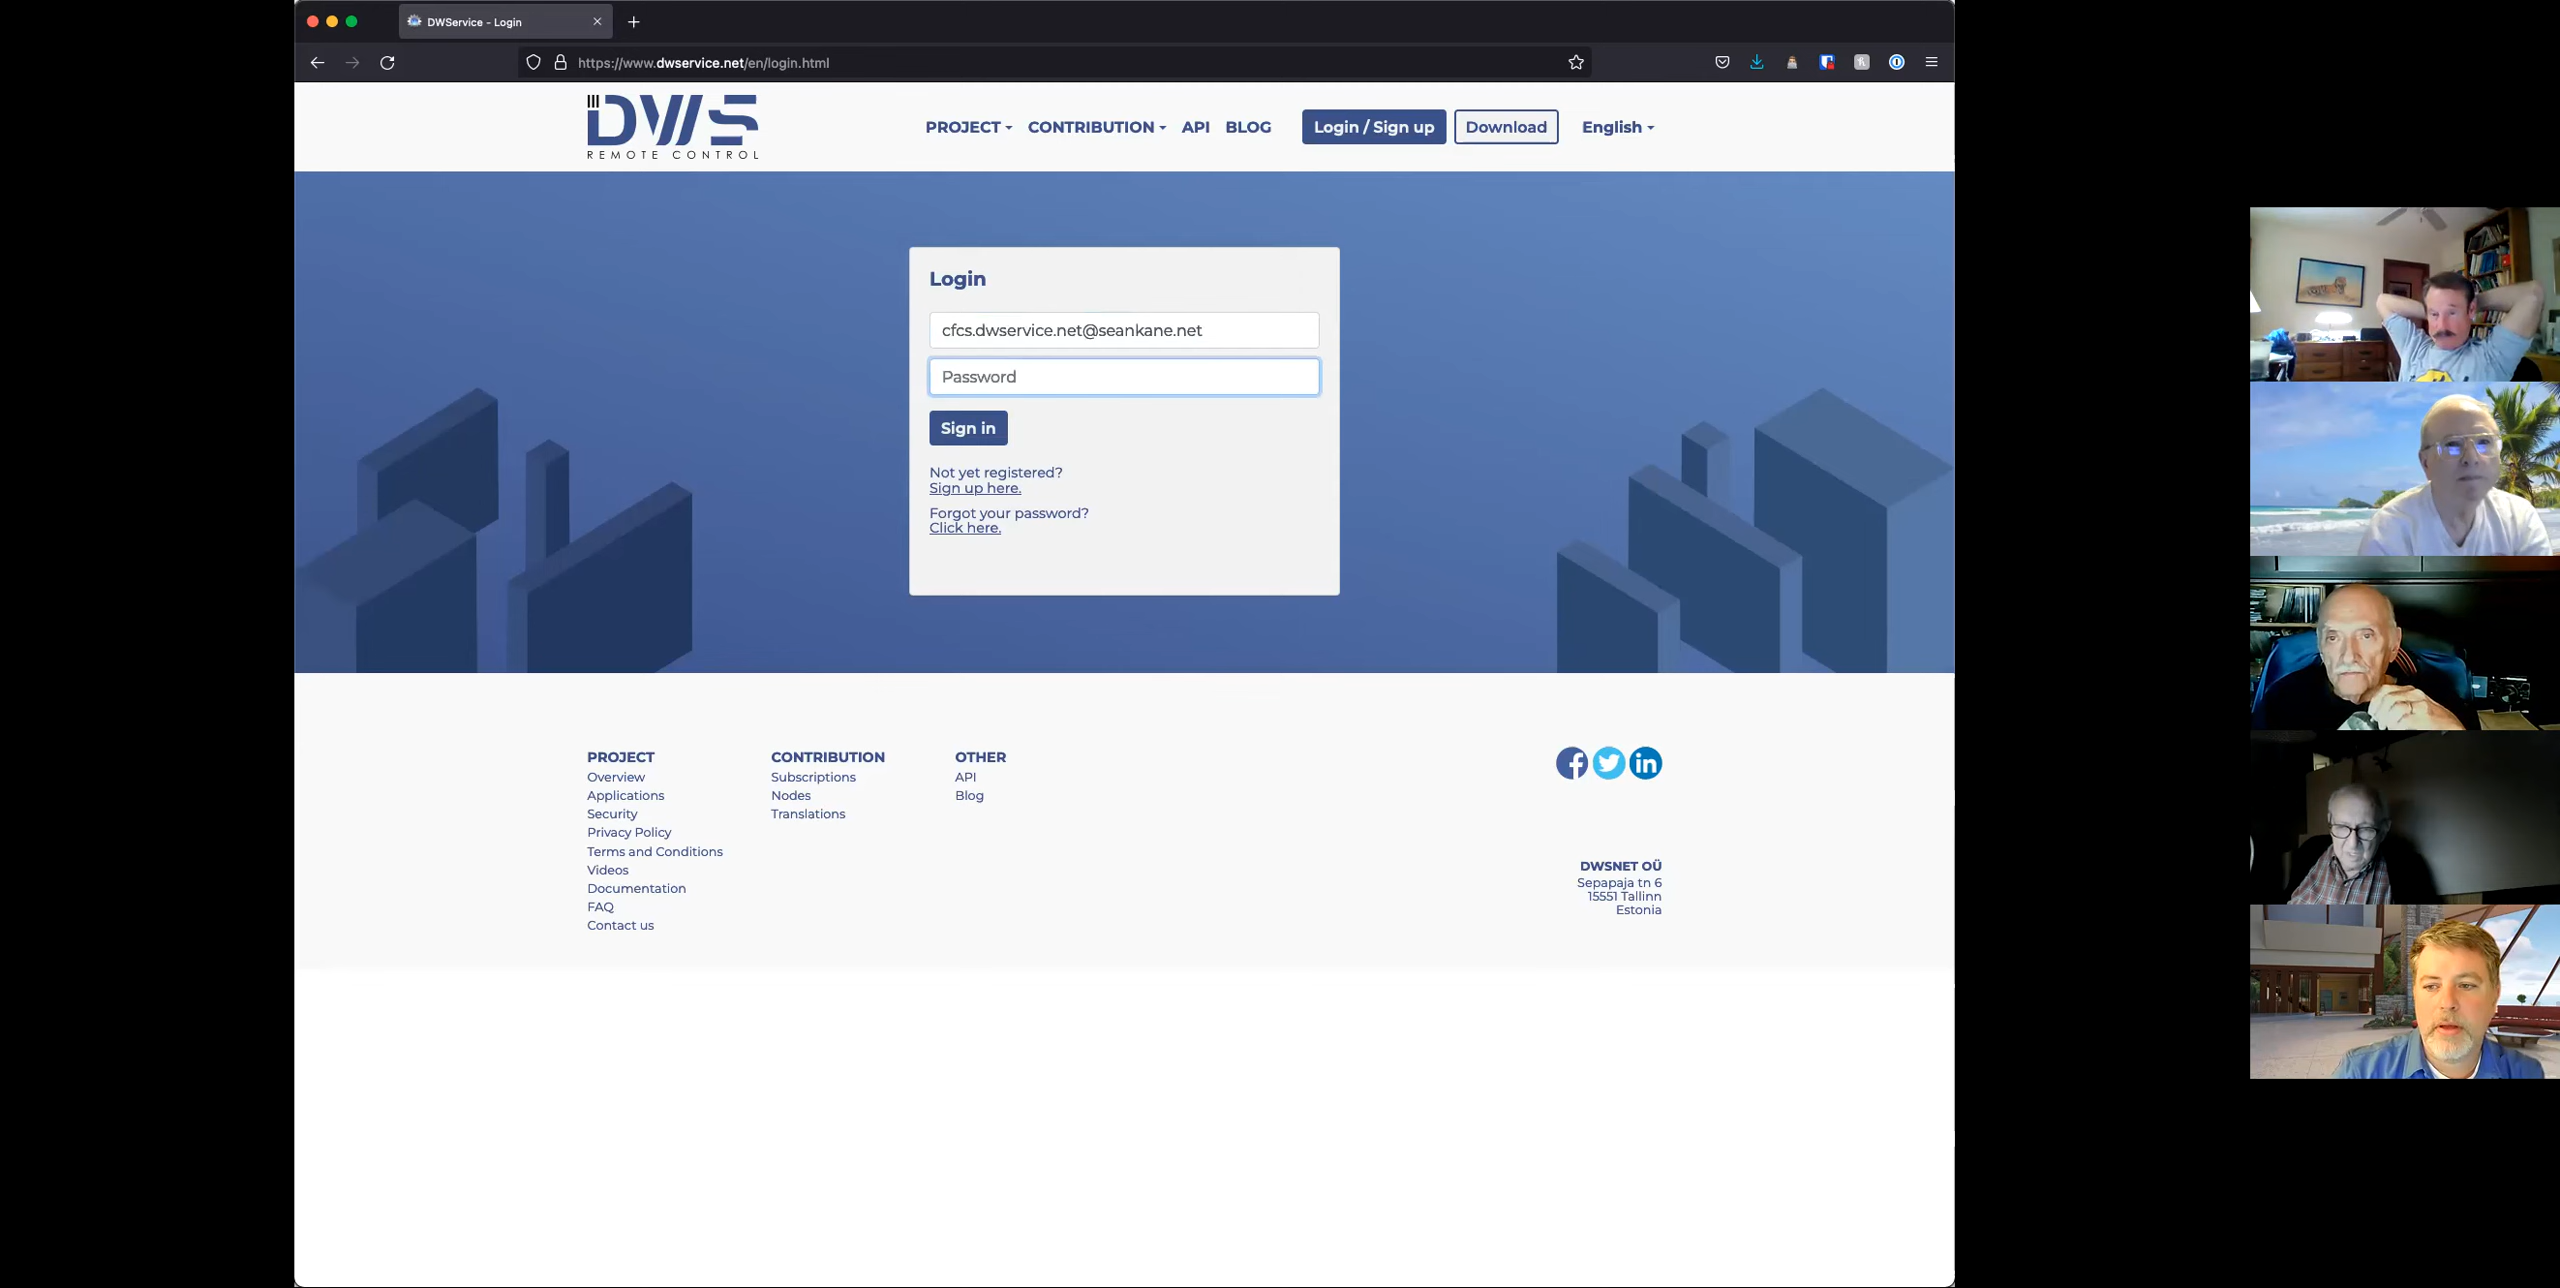 DWService - Login
https://www.dwservice.net/en/login.html
DWS
REMOTE CONTROL
PROJECT
CONTRIBUTION
API
BLOG
Login / Sign up
Download
English
Login
cfcs.dwservice.net@seankane.net
Password
Sign in
Not yet registered?
Sign up here.
Forgot your password?
Click here.
PROJECT
Overview
Applications
Security
Privacy Policy
Terms and Conditions
Videos
Documentation
FAQ
Contact us
CONTRIBUTION
Subscriptions
Nodes
Translations
OTHER
API
Blog
DWSNET OÜ
Sepapaja tn 6
15551 Tallinn
Estonia